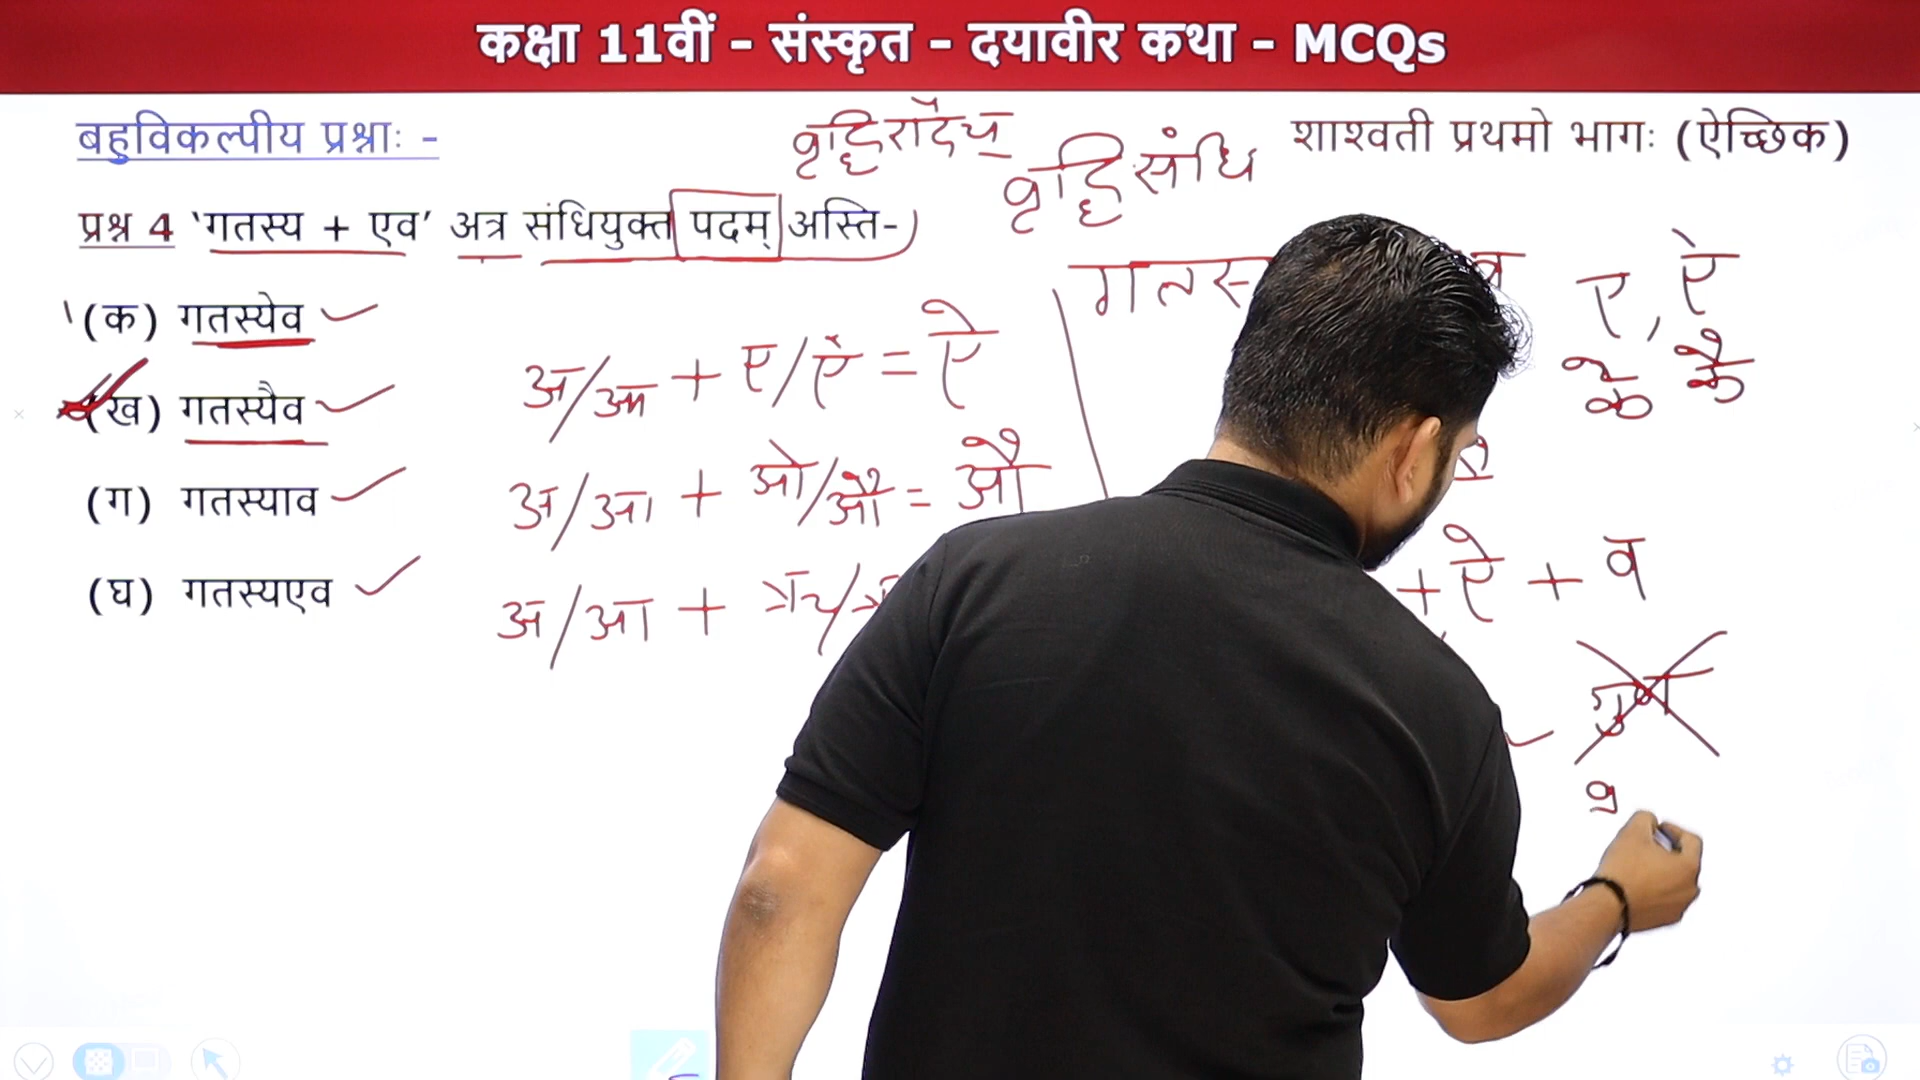 कक्षा 11वीं - संस्कृत - दयावीर कथा - MCQs
बहुविकल्पीय प्रश्नाः -
वृद्धिरादैच्
वृद्धि संधि
शाश्वती प्रथमो भागः (ऐच्छिक)
प्रश्न 4 'गतस्य + एव' अत्र संधियुक्त पदम् अस्ति-
(क) गतस्येव
(ख) गतस्यैव
(ग) गतस्याव
(घ) गतस्यएव
अ/आ + ए/ऐ = ऐ
अ/आ + ओ/औ = औ
अ/आ +
ए, ऐ
के कै
+ ऐ + व
गुण